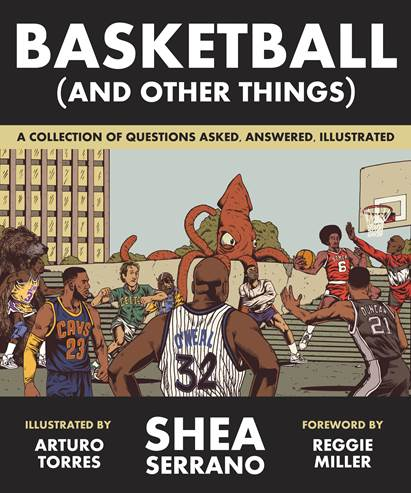 BASKETBALL
(AND OTHER THINGS)
A COLLECTION OF QUESTIONS ASKED, ANSWERED, ILLUSTRATED
CELTICS
6
CAVS
23
O'NEAL
32
DUNCAN
21
ILLUSTRATED BY
ARTURO
TORRES
SHEA
SERRANO
FOREWORD BY
REGGIE
MILLER